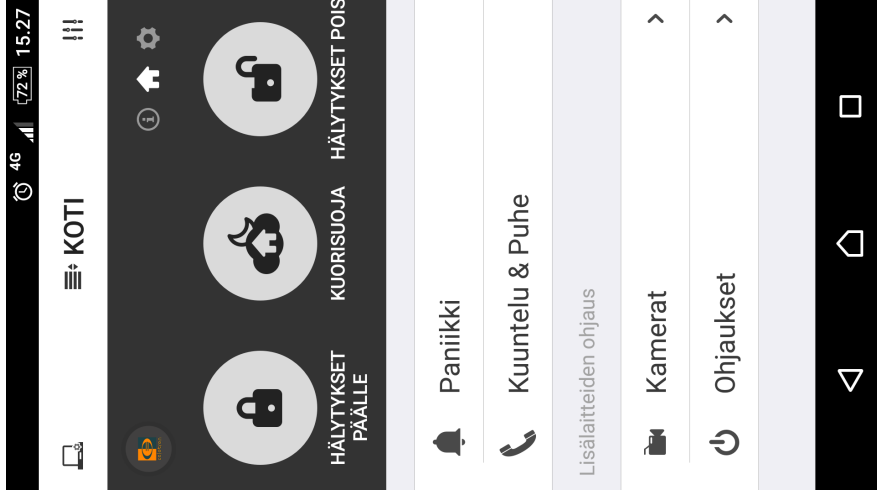 4G 72 % 15.27
KOTI
HÄLYTYKSET
PÄÄLLE
KUORISUOJA
HÄLYTYKSET POIS
Paniikki
Kuuntelu & Puhe
Lisälaitteiden ohjaus
Kamerat
Ohjaukset